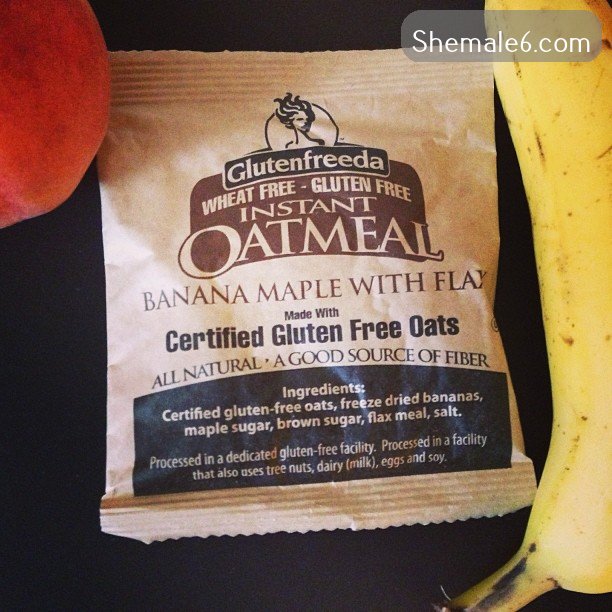 Shemale6.com
Glutenfreeda
WHEAT FREE - GLUTEN FREE
INSTANT
OATMEAL
BANANA MAPLE WITH FLAX
Made With
Certified Gluten Free Oats
ALL NATURAL • A GOOD SOURCE OF FIBER
Ingredients:
Certified gluten-free oats, freeze dried bananas,
maple sugar, brown sugar, flax meal, salt.
Processed in a dedicated gluten-free facility. Processed in a facility
that also uses tree nuts, dairy (milk), eggs and soy.